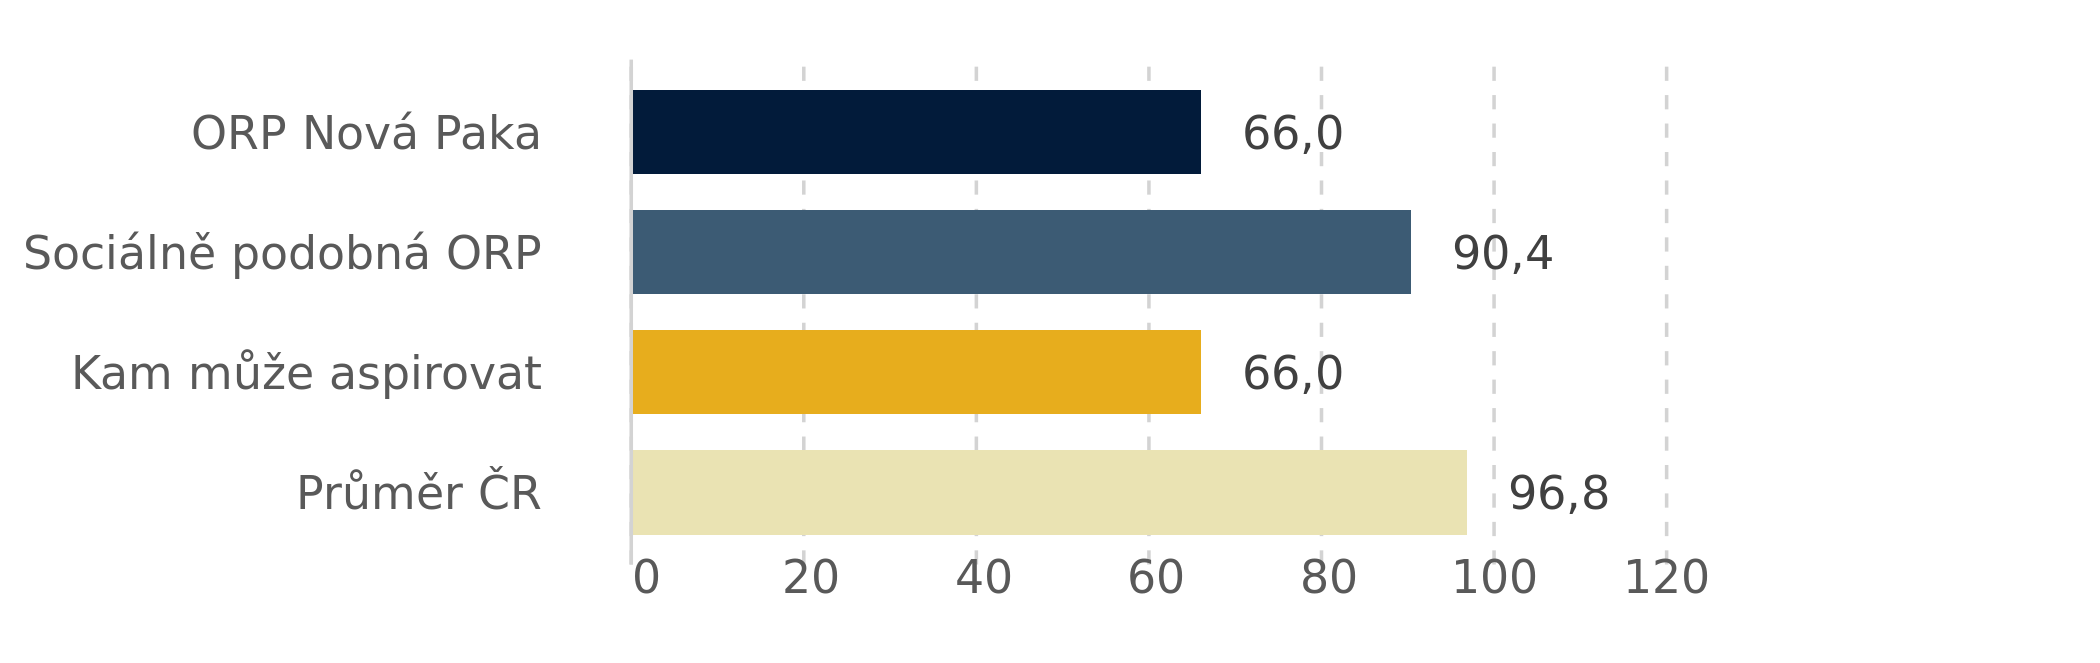 ORP Nová Paka 66,0
Sociálně podobná ORP 90,4
Kam může aspirovat 66,0
Průměr ČR 96,8
0 20 40 60 80 100 120